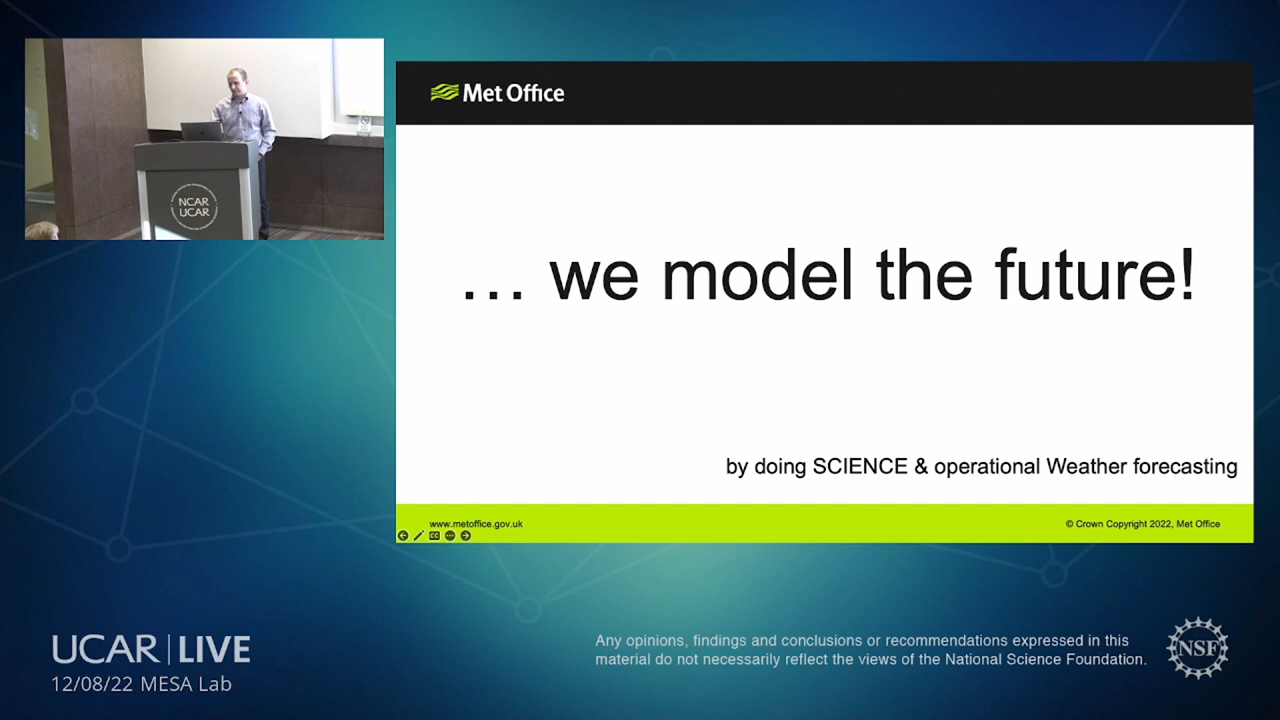 NCAR
UCAR
Met Office
... we model the future!
by doing SCIENCE & operational Weather forecasting
www.metoffice.gov.uk
© Crown Copyright 2022, Met Office
UCAR | LIVE
12/08/22 MESA Lab
Any opinions, findings and conclusions or recommendations expressed in this
material do not necessarily reflect the views of the National Science Foundation.
NSF